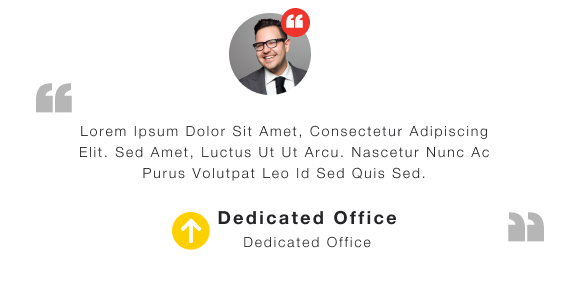 Lorem Ipsum Dolor Sit Amet, Consectetur Adipiscing
Elit. Sed Amet, Luctus Ut Ut Arcu. Nascetur Nunc Ac
Purus Volutpat Leo Id Sed Quis Sed.
Dedicated Office
Dedicated Office